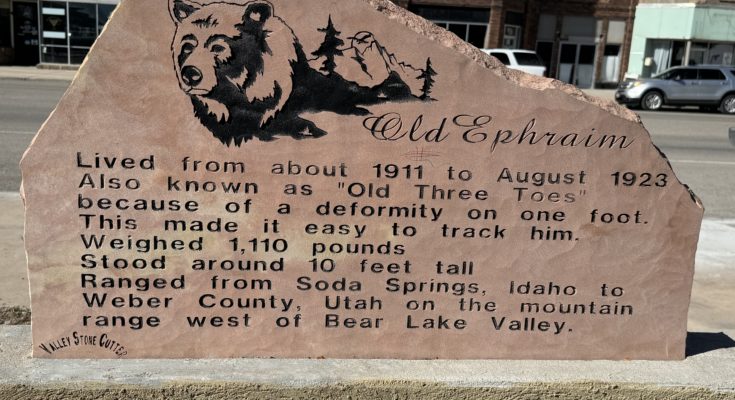 Old Ephraim
Lived from about 1911 to August 1923
Also known as "Old Three Toes"
because of a deformity on one foot.
This made it easy to track him.
Weighed 1,110 pounds
Stood around 10 feet tall
Ranged from Soda Springs, Idaho to
Weber County, Utah on the mountain
range west of Bear Lake Valley.
Valley Stone Cutter